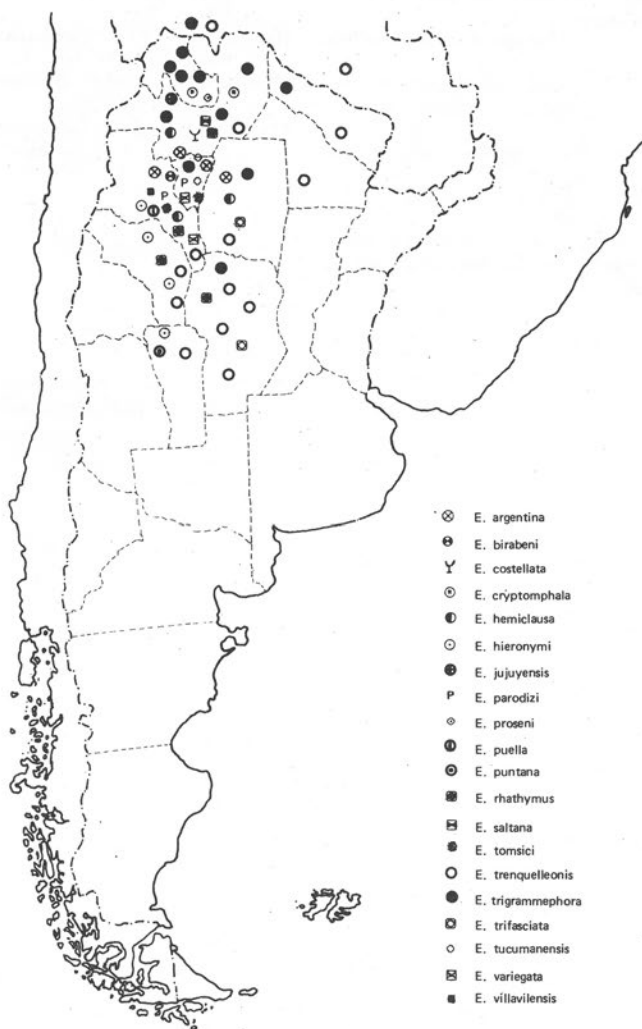 E. argentina
E. birabeni
E. costellata
E. cryptomphala
E. hemiclausa
E. hieronymi
E. jujuyensis
P E. parodizi
E. proseni
E. puella
E. puntana
E. rhathymus
E. saltana
E. tomsici
E. trenquelleonis
E. trigrammephora
E. trifasciata
E. tucumanensis
E. variegata
E. villavilensis